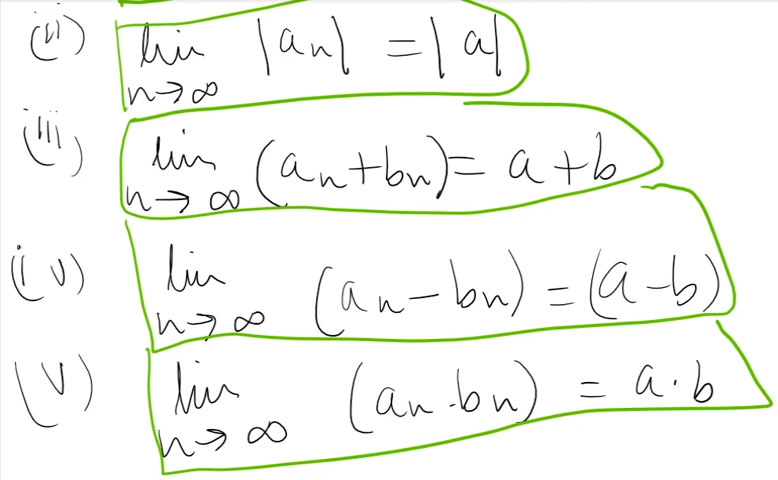 (ii) lim n→∞ |an| = |a|
(iii) lim n→∞ (an+bn) = a+b
(iv) lim n→∞ (an-bn) = (a-b)
(v) lim n→∞ (an·bn) = a·b